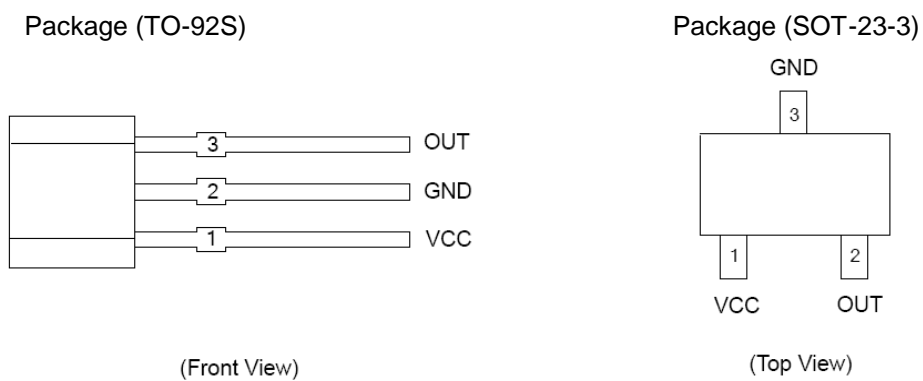 Package (TO-92S)
3 OUT
2 GND
1 VCC
(Front View)
Package (SOT-23-3)
GND
3
1 2
VCC OUT
(Top View)